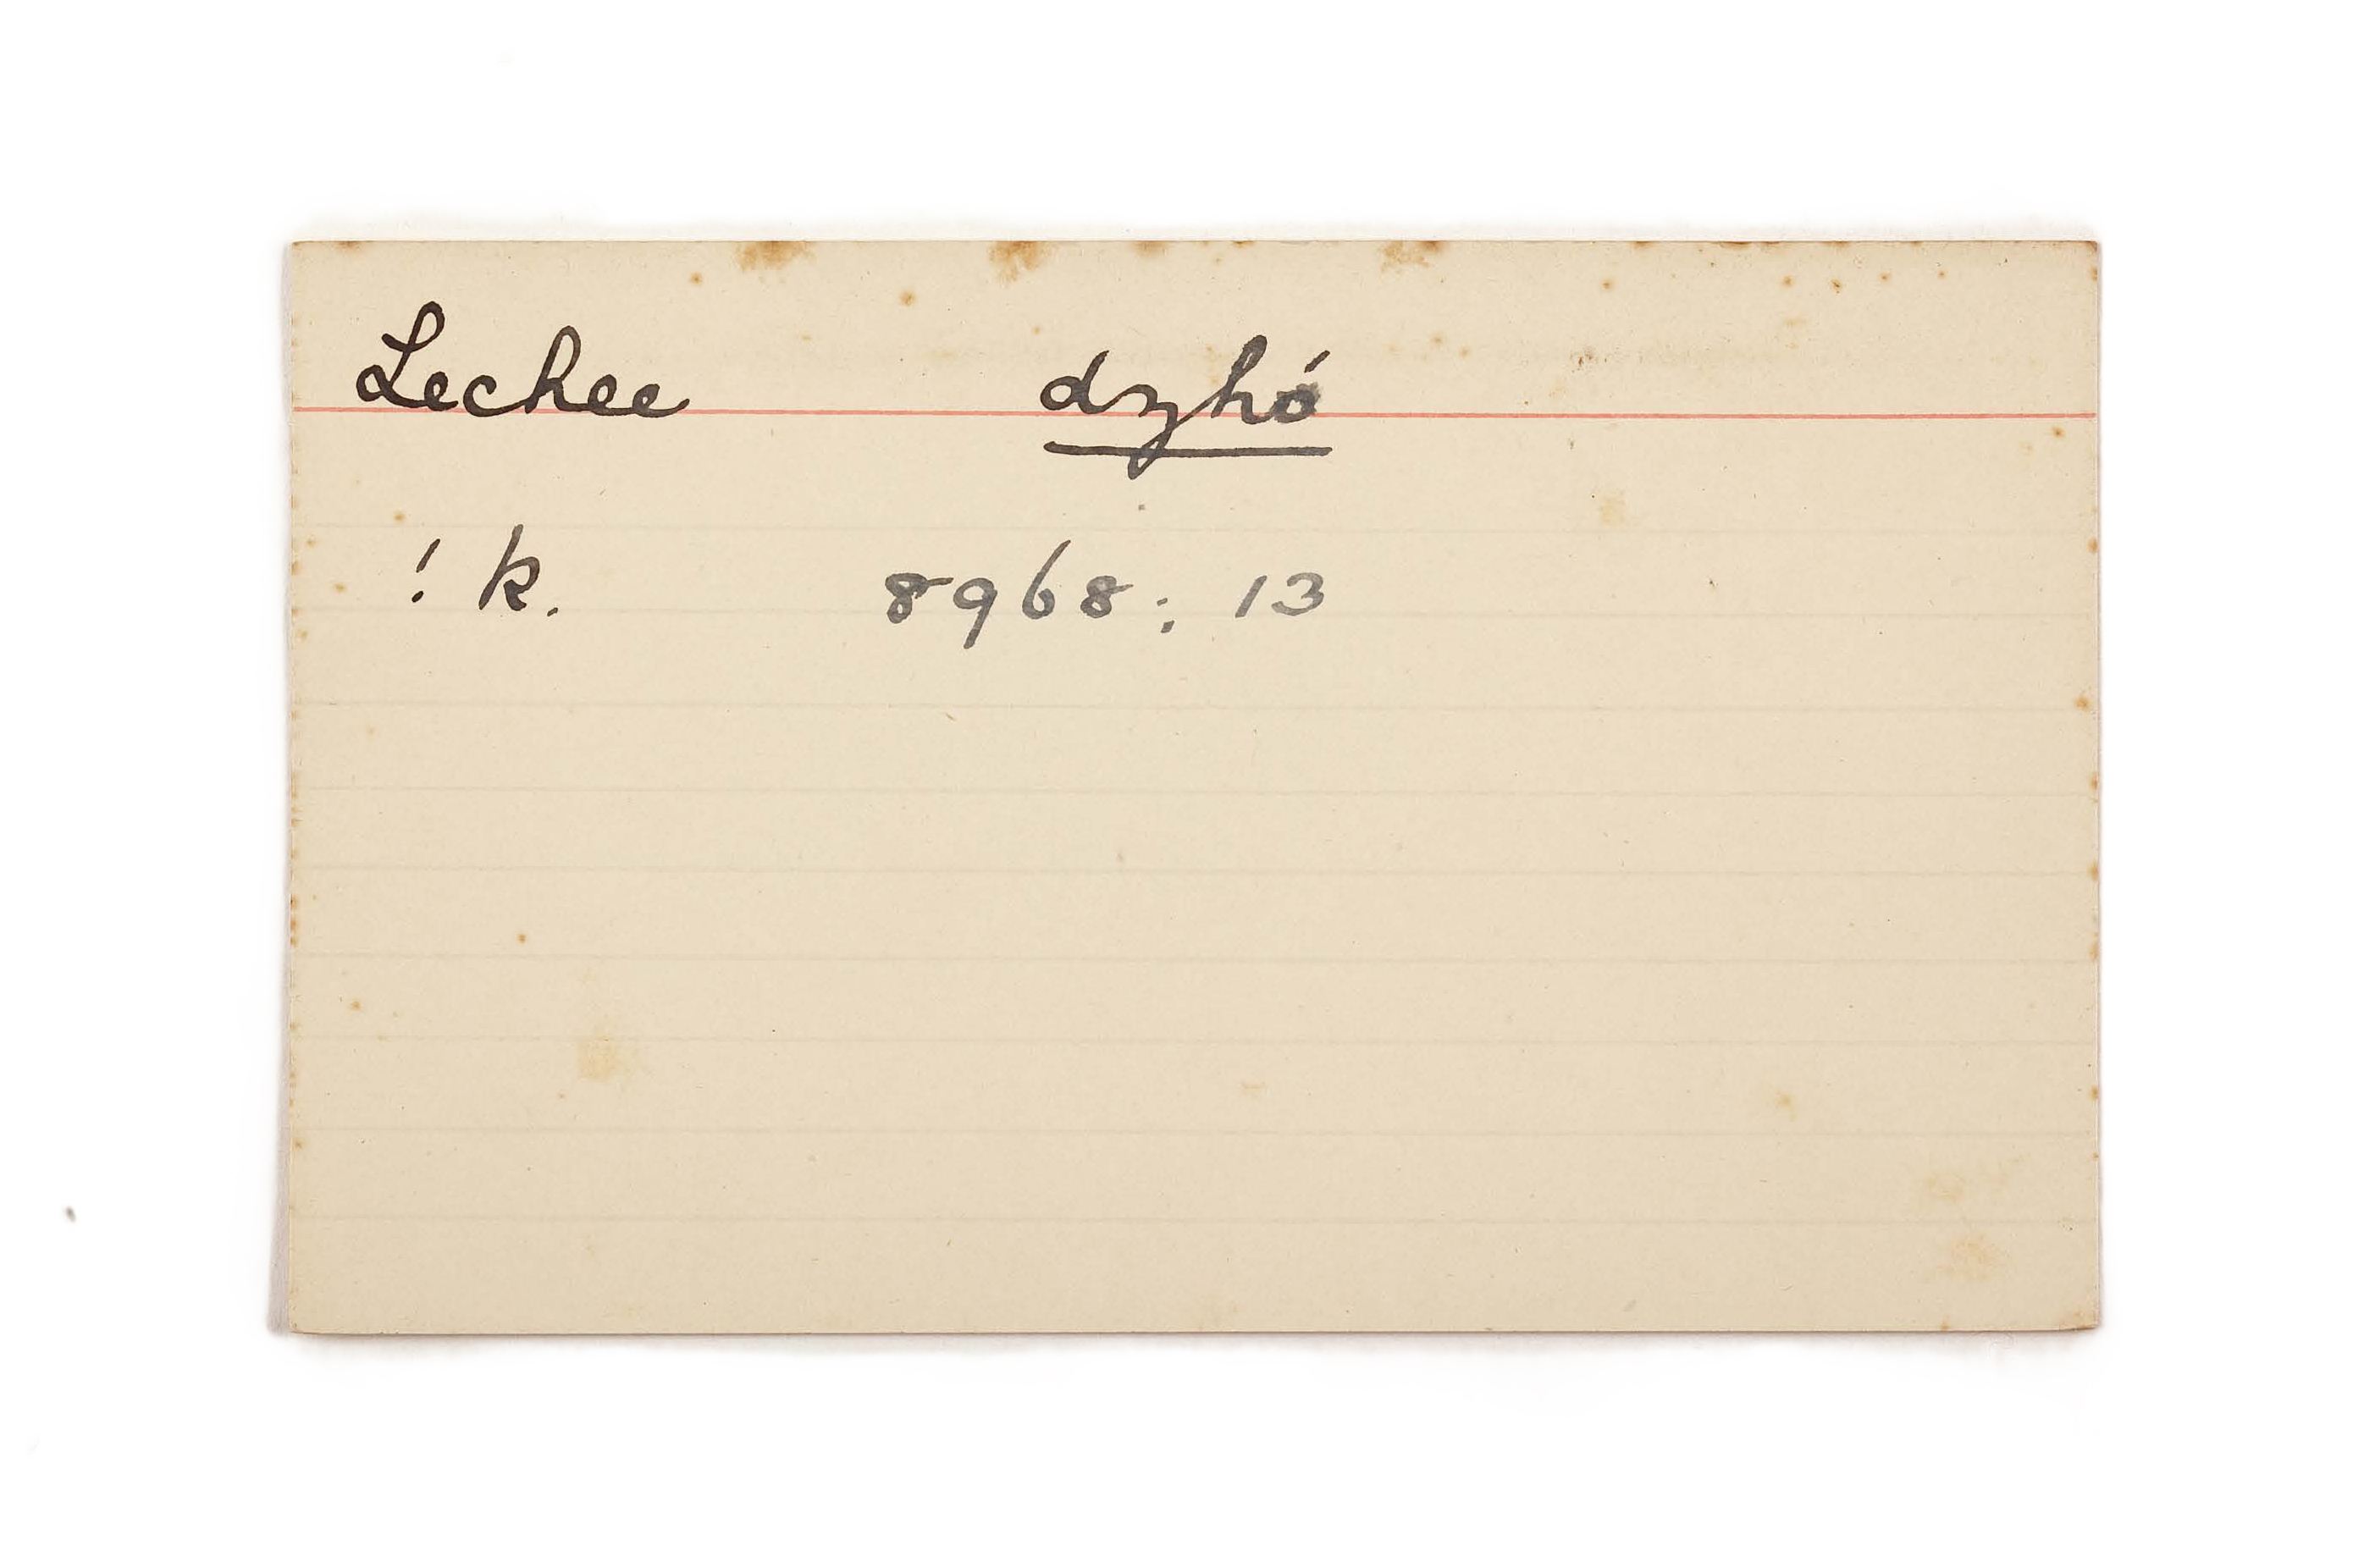 Lechee dzhó
! k. 8968: 13